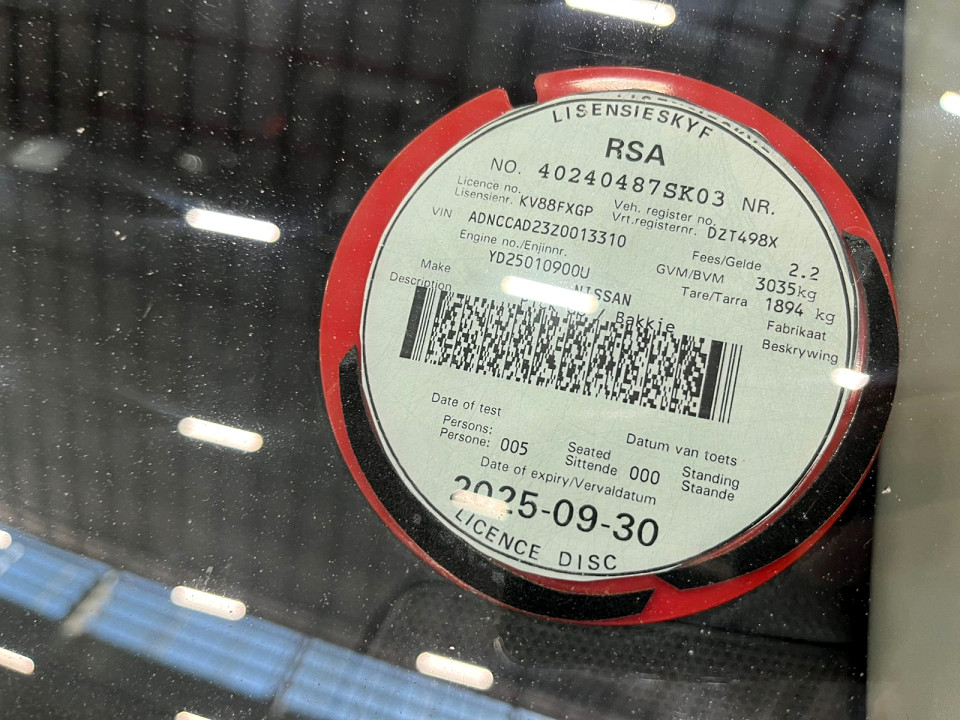 LISENSIESKYF
RSA
NO. 40240487SK03 NR.
Licence no. Veh. register no.
Lisensienr. KV88FXGP Vrt.registernr. DZT498X
VIN ADNCCAD23Z0013310
Fees/Gelde 2.2
Engine no./Enjinnr. GVM/BVM 3035kg
YD25010900U Tare/Tarra 1894 kg
Make NISSAN Fabrikaat
Description / Bakkie Beskrywing
Date of test Datum van toets
Persons: Seated Standing
Persone: 005 Sittende 000 Staande
Date of expiry/Vervaldatum
2025-09-30
LICENCE DISC